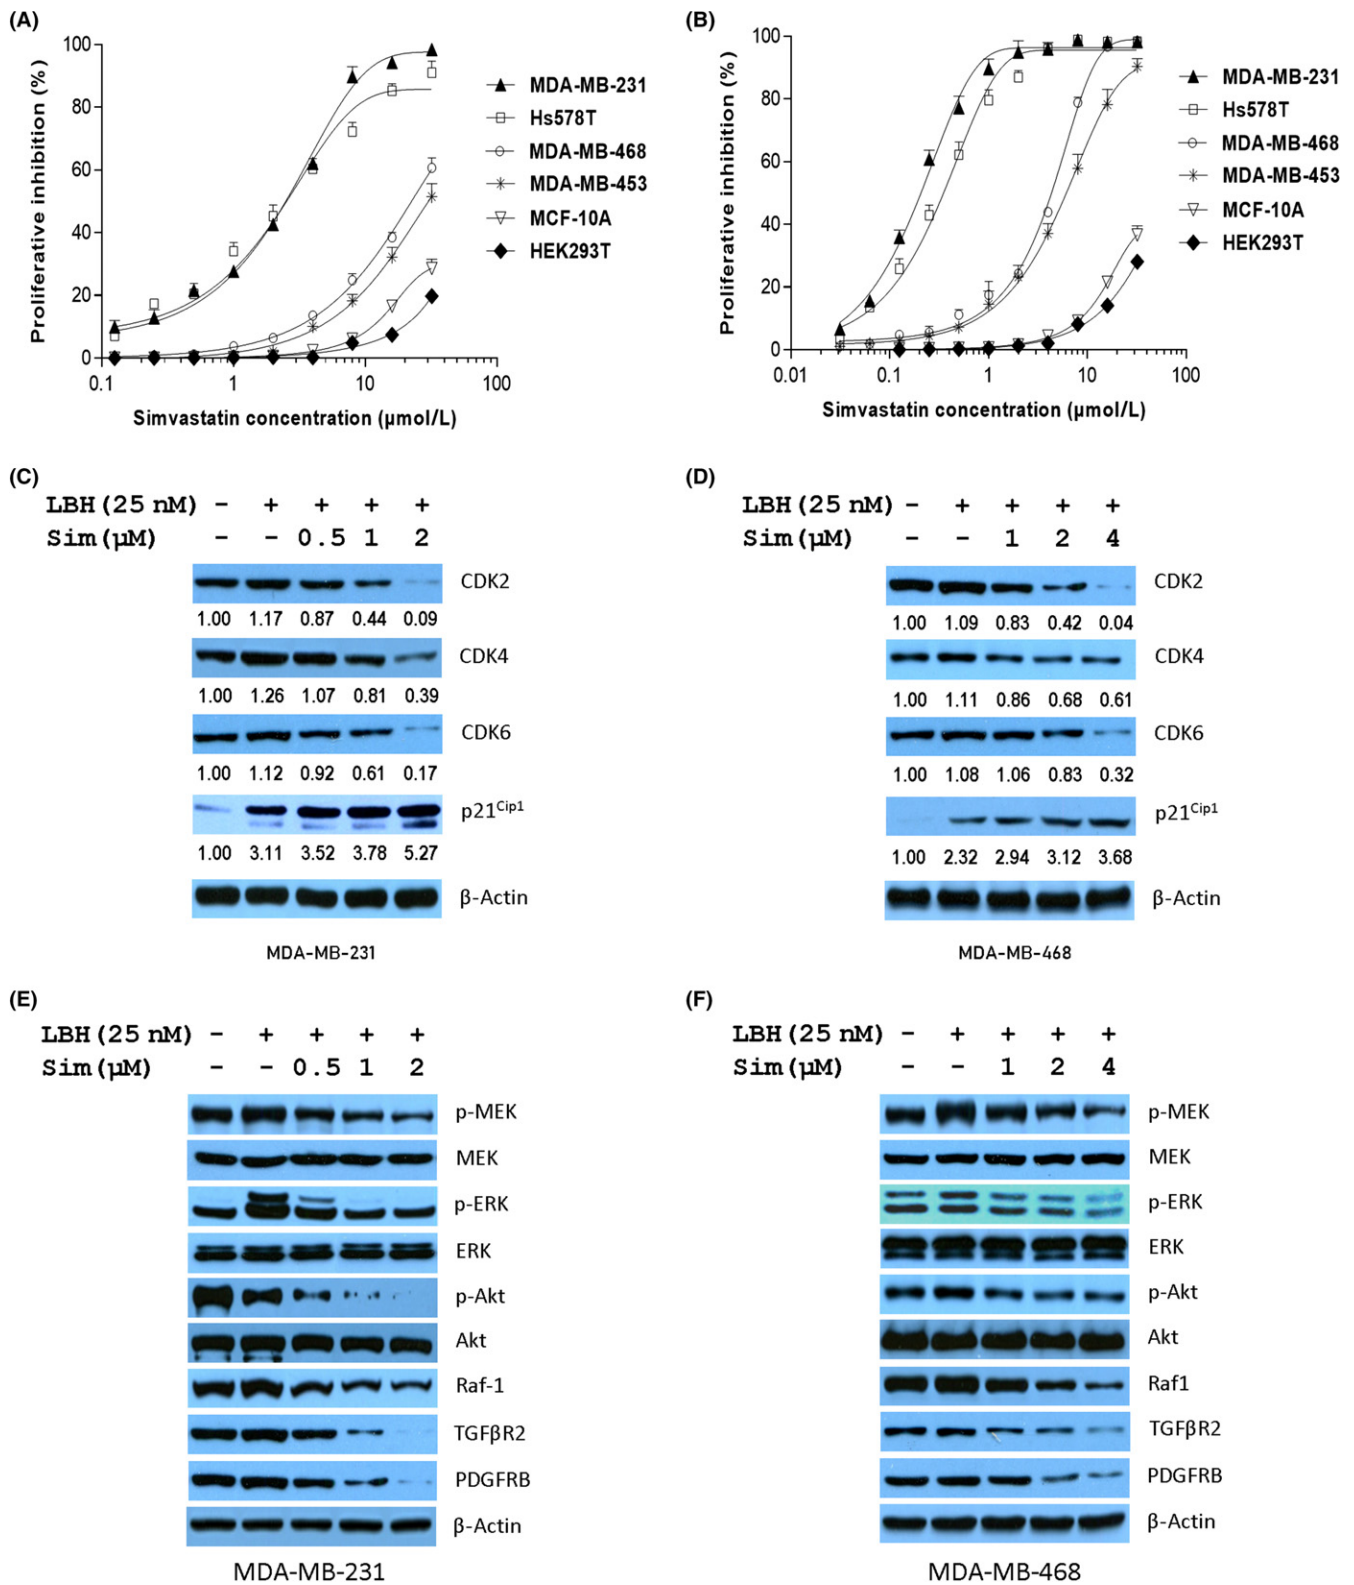 (A)
Proliferative inhibition (%)
100
80
60
40
20
0
0.1
1
10
100
Simvastatin concentration (µmol/L)
MDA-MB-231
Hs578T
MDA-MB-468
MDA-MB-453
MCF-10A
HEK293T
(B)
Proliferative inhibition (%)
100
80
60
40
20
0
0.01
0.1
1
10
100
Simvastatin concentration (µmol/L)
MDA-MB-231
Hs578T
MDA-MB-468
MDA-MB-453
MCF-10A
HEK293T
(C)
LBH (25 nM) - + + + +
Sim (µM) - - 0.5 1 2
CDK2
1.00 1.17 0.87 0.44 0.09
CDK4
1.00 1.26 1.07 0.81 0.39
CDK6
1.00 1.12 0.92 0.61 0.17
p21Cip1
1.00 3.11 3.52 3.78 5.27
β-Actin
MDA-MB-231
(D)
LBH (25 nM) - + + + +
Sim (µM) - - 1 2 4
CDK2
1.00 1.09 0.83 0.42 0.04
CDK4
1.00 1.11 0.86 0.68 0.61
CDK6
1.00 1.08 1.06 0.83 0.32
p21Cip1
1.00 2.32 2.94 3.12 3.68
β-Actin
MDA-MB-468
(E)
LBH (25 nM) - + + + +
Sim (µM) - - 0.5 1 2
p-MEK
MEK
p-ERK
ERK
p-Akt
Akt
Raf-1
TGFβR2
PDGFRB
β-Actin
MDA-MB-231
(F)
LBH (25 nM) - + + + +
Sim (µM) - - 1 2 4
p-MEK
MEK
p-ERK
ERK
p-Akt
Akt
Raf1
TGFβR2
PDGFRB
β-Actin
MDA-MB-468